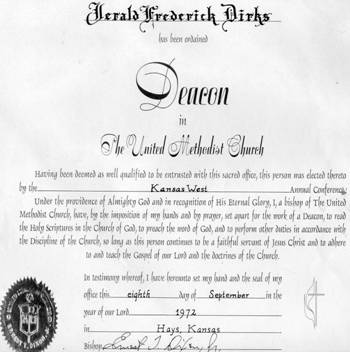 Jerald Frederick Dirks
has been ordained
Deacon
in
The United Methodist Church
Having been deemed as well qualified to be entrusted with this sacred office, this person was elected thereto
by the Kansas West Annual Conference.
Under the providence of Almighty God and in recognition of His Eternal Glory, I, a bishop of The United
Methodist Church, have, by the imposition of my hands and by prayer, set apart for the work of a Deacon, to read
the Holy Scriptures in the Church of God, to preach the word of God, and to perform other duties in accordance
with the Discipline of the Church, so long as this person continues to be a faithful servant of Jesus Christ and to adhere
to and teach the Gospel of our Lord and the doctrines of the Church.
In testimony whereof, I have hereunto set my hand and the seal of my
office this eighth day of September in the
year of our Lord 1972
in Hays, Kansas
Bishop Ernest T. Dixon, Jr.